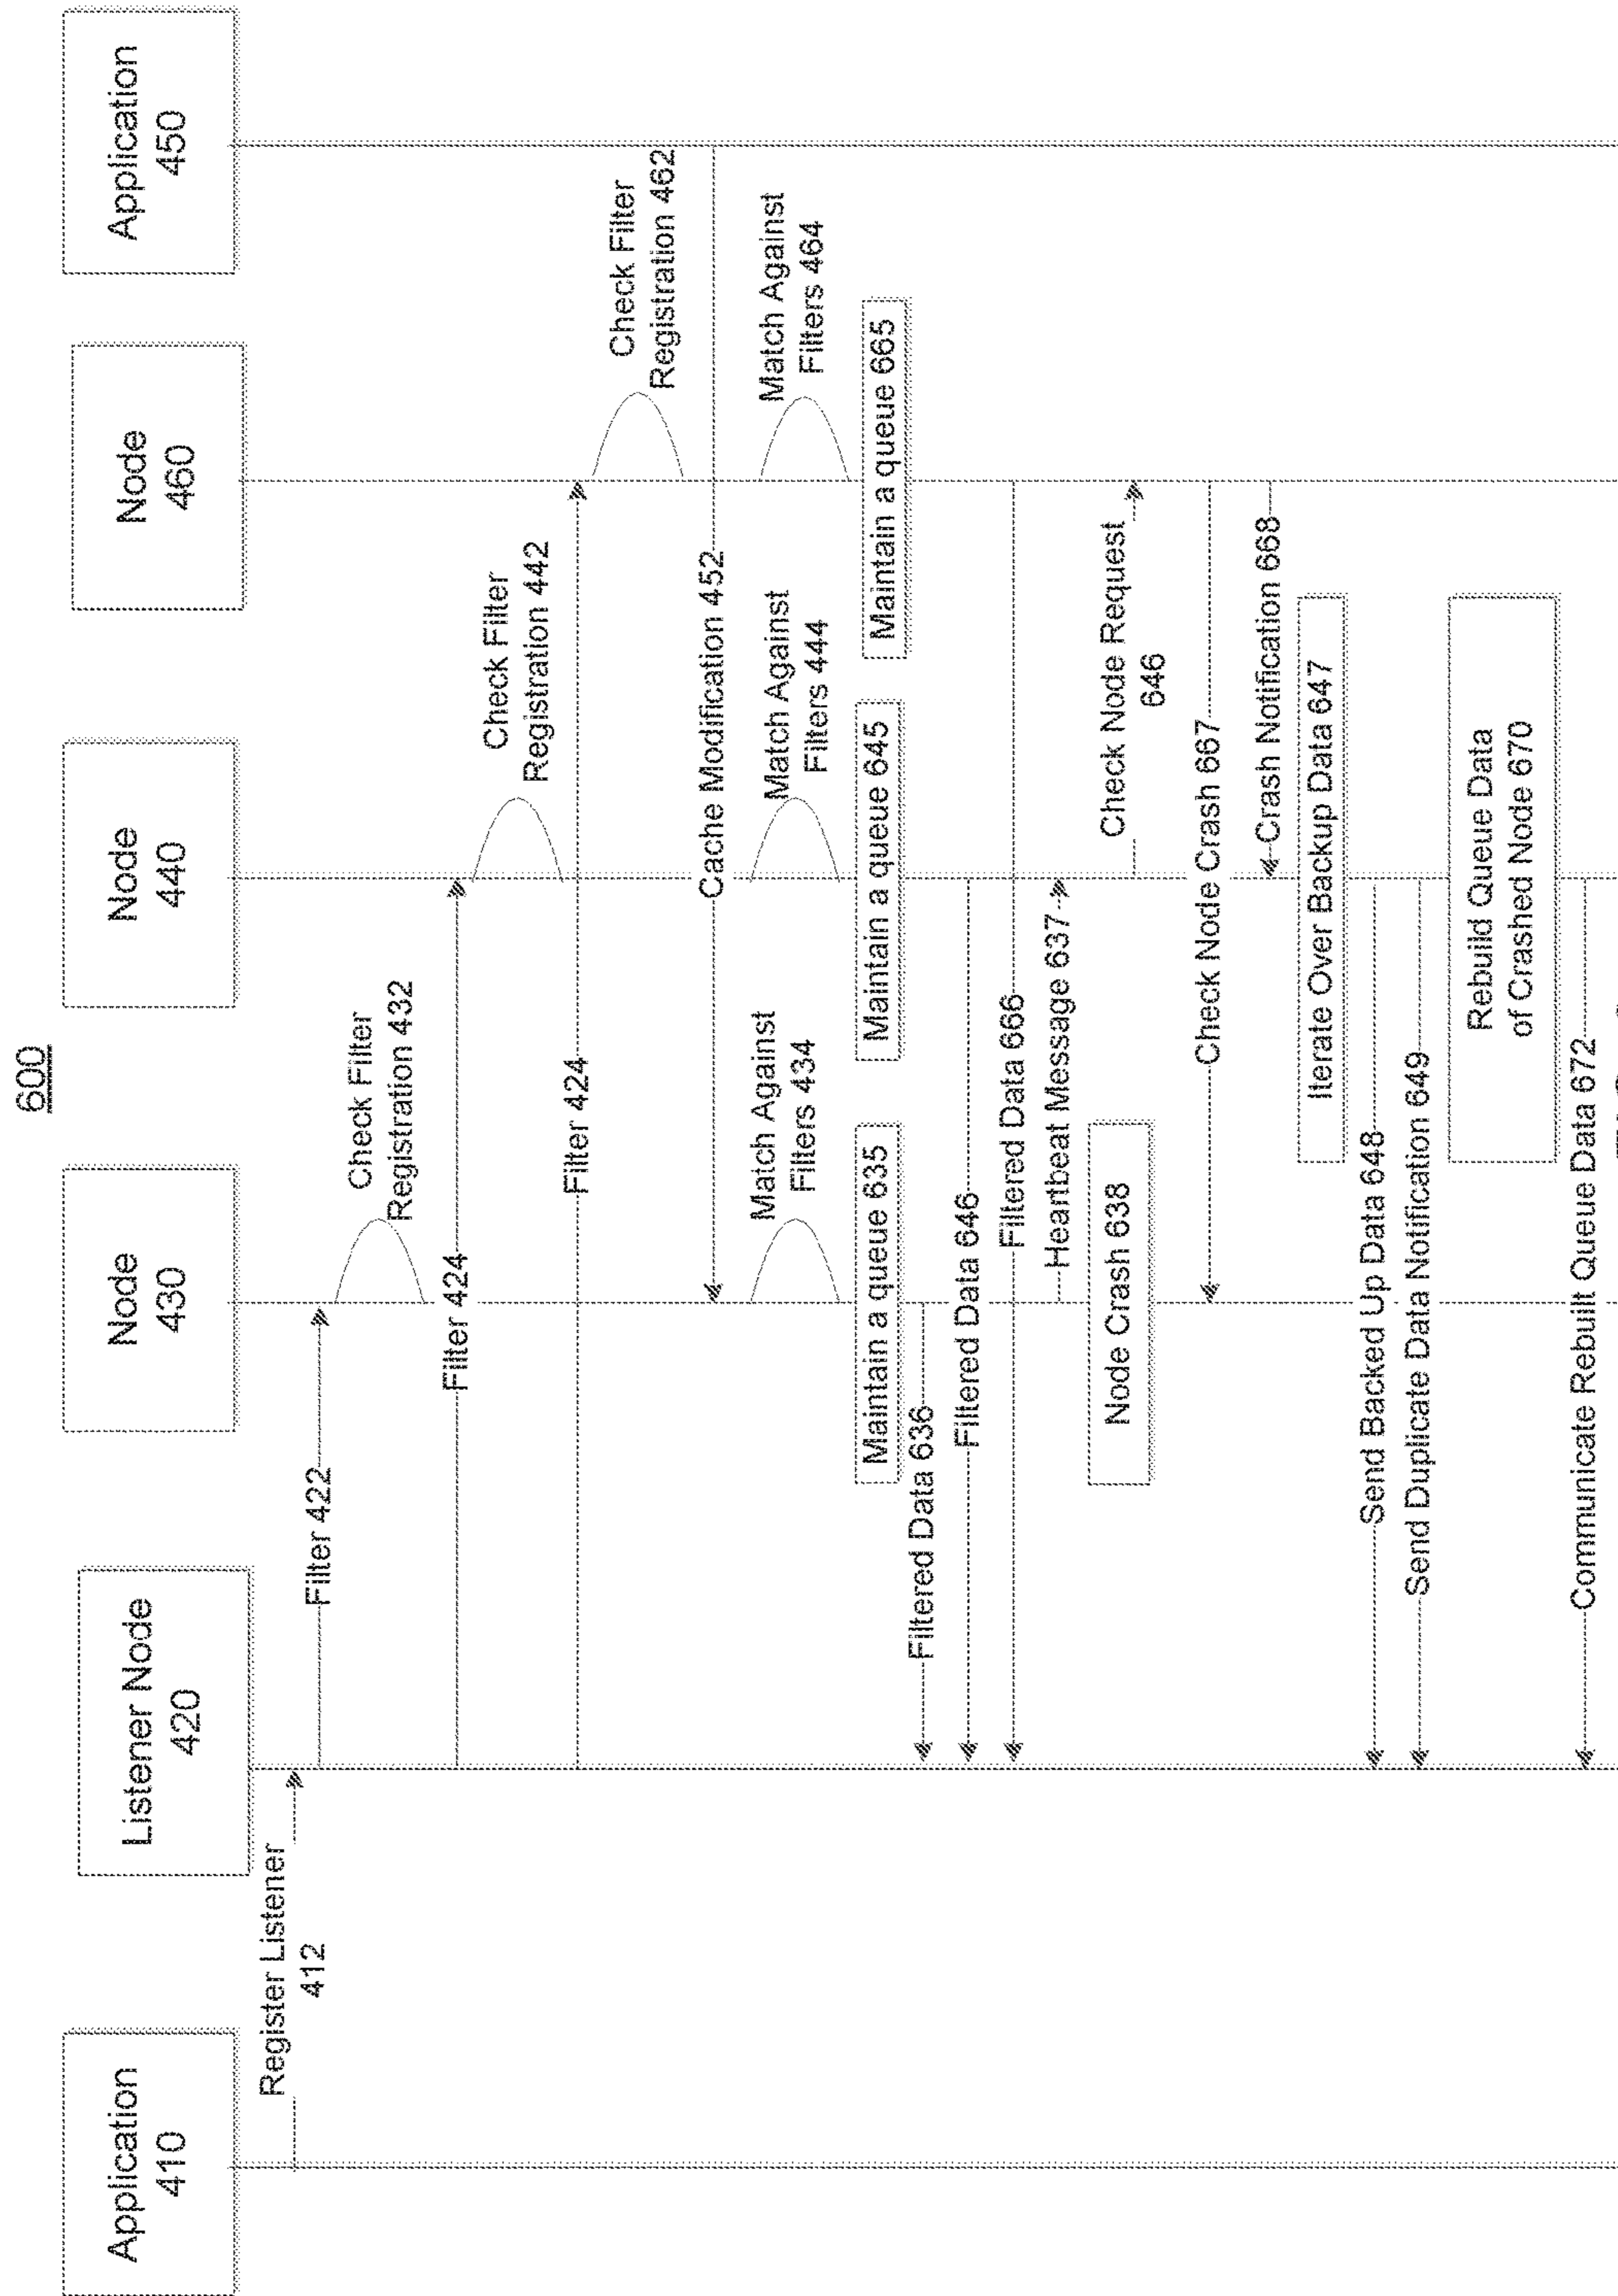 600
Application
410
Listener Node
420
Node
430
Node
440
Node
460
Application
450
Register Listener
412
Filter 422
Check Filter
Registration 432
Filter 424
Check Filter
Registration 442
Filter 424
Check Filter
Registration 462
Cache Modification 452
Match Against
Filters 434
Match Against
Filters 444
Match Against
Filters 464
Maintain a queue 635
Maintain a queue 645
Maintain a queue 665
Filtered Data 636
Filtered Data 646
Filtered Data 666
Heartbeat Message 637
Node Crash 638
Check Node Request
646
Check Node Crash 667
Crash Notification 668
Iterate Over Backup Data 647
Send Backed Up Data 648
Send Duplicate Data Notification 649
Rebuild Queue Data
of Crashed Node 670
Communicate Rebuilt Queue Data 672